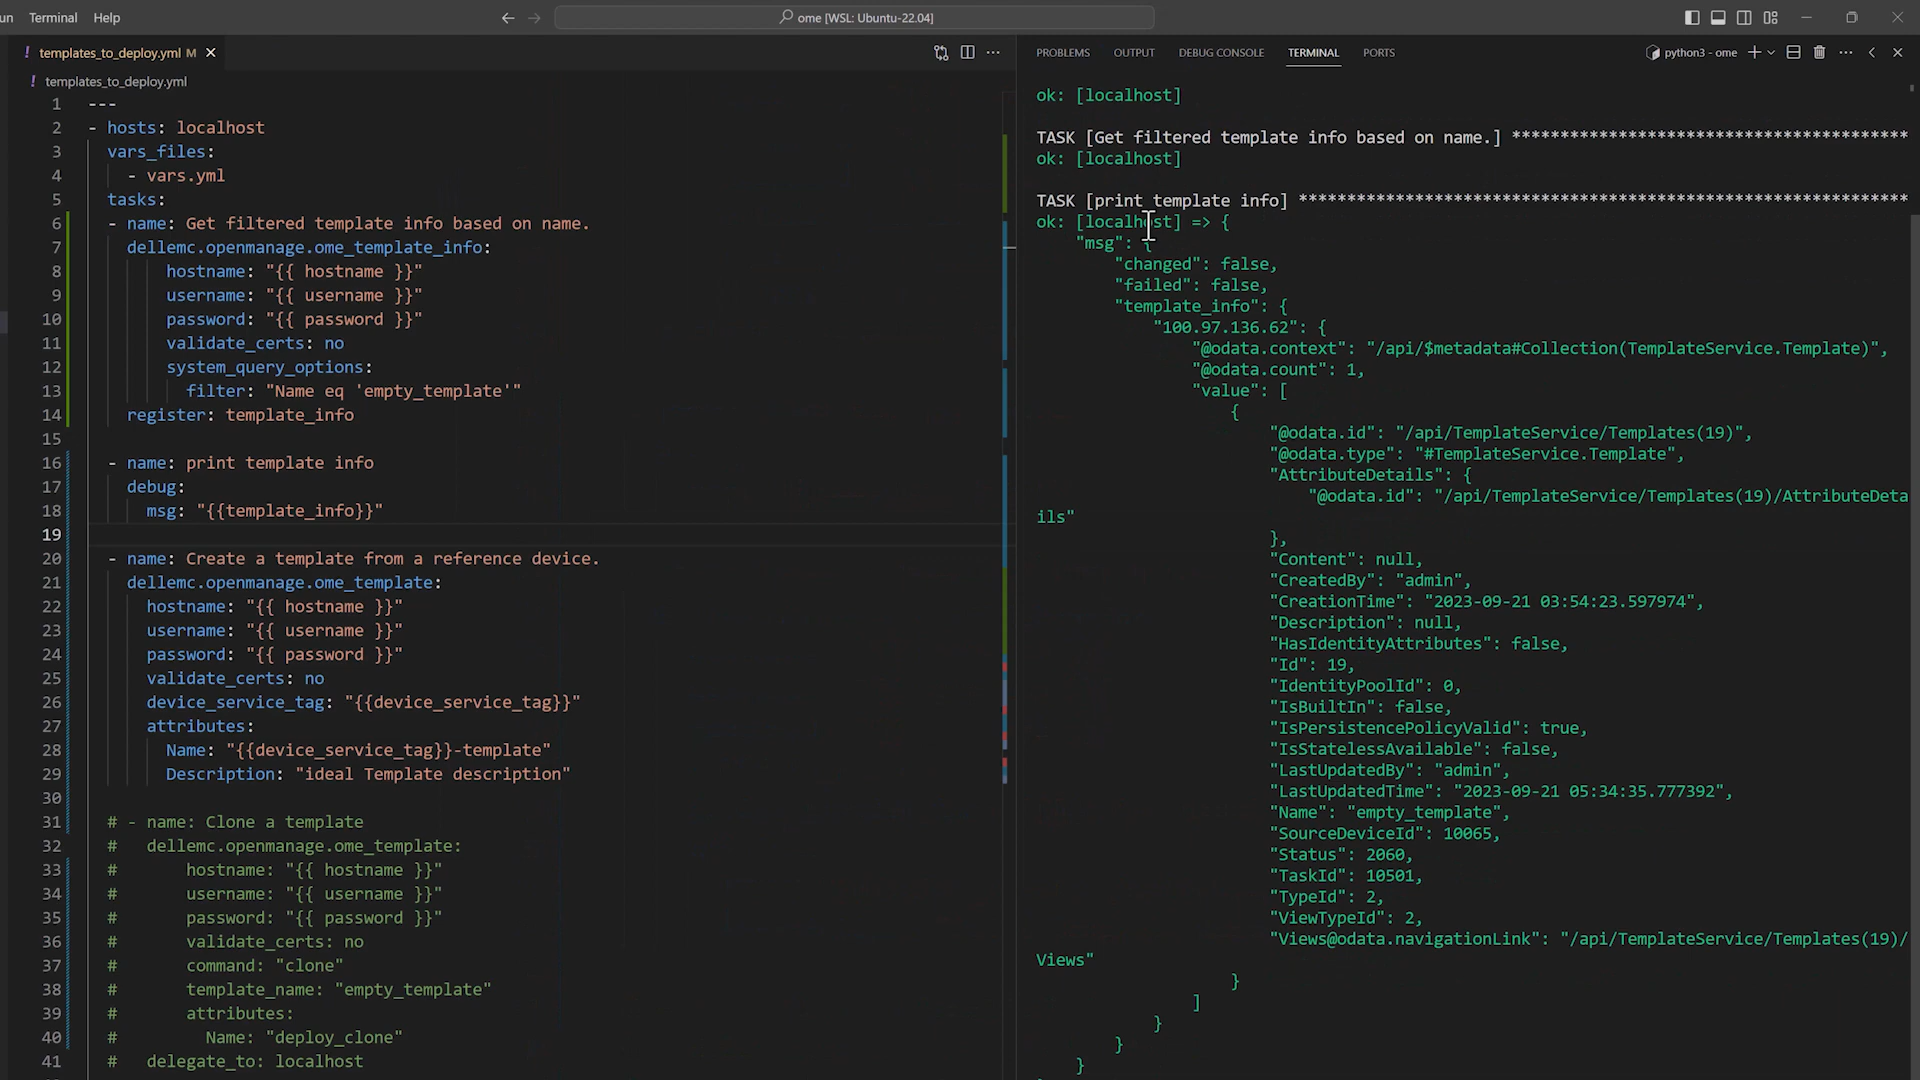 un Terminal Help
ome [WSL: Ubuntu-22.04]
! templates_to_deploy.yml M
! templates_to_deploy.yml
1 ---
2 - hosts: localhost
3 vars_files:
4 - vars.yml
5 tasks:
6 - name: Get filtered template info based on name.
7 dellemc.openmanage.ome_template_info:
8 hostname: "{{ hostname }}"
9 username: "{{ username }}"
10 password: "{{ password }}"
11 validate_certs: no
12 system_query_options:
13 filter: "Name eq 'empty_template'"
14 register: template_info
15
16 - name: print template info
17 debug:
18 msg: "{{template_info}}"
19
20 - name: Create a template from a reference device.
21 dellemc.openmanage.ome_template:
22 hostname: "{{ hostname }}"
23 username: "{{ username }}"
24 password: "{{ password }}"
25 validate_certs: no
26 device_service_tag: "{{device_service_tag}}"
27 attributes:
28 Name: "{{device_service_tag}}-template"
29 Description: "ideal Template description"
30
31 # - name: Clone a template
32 # dellemc.openmanage.ome_template:
33 # hostname: "{{ hostname }}"
34 # username: "{{ username }}"
35 # password: "{{ password }}"
36 # validate_certs: no
37 # command: "clone"
38 # template_name: "empty_template"
39 # attributes:
40 # Name: "deploy_clone"
41 # delegate_to: localhost
PROBLEMS OUTPUT DEBUG CONSOLE TERMINAL PORTS
python3 - ome
ok: [localhost]
TASK [Get filtered template info based on name.] *****************************************
ok: [localhost]
TASK [print template info] ***************************************************************
ok: [localhost] => {
"msg": {
"changed": false,
"failed": false,
"template_info": {
"100.97.136.62": {
"@odata.context": "/api/$metadata#Collection(TemplateService.Template)",
"@odata.count": 1,
"value": [
{
"@odata.id": "/api/TemplateService/Templates(19)",
"@odata.type": "#TemplateService.Template",
"AttributeDetails": {
"@odata.id": "/api/TemplateService/Templates(19)/AttributeDeta
ils"
},
"Content": null,
"CreatedBy": "admin",
"CreationTime": "2023-09-21 03:54:23.597974",
"Description": null,
"HasIdentityAttributes": false,
"Id": 19,
"IdentityPoolId": 0,
"IsBuiltIn": false,
"IsPersistencePolicyValid": true,
"IsStatelessAvailable": false,
"LastUpdatedBy": "admin",
"LastUpdatedTime": "2023-09-21 05:34:35.777392",
"Name": "empty_template",
"SourceDeviceId": 10065,
"Status": 2060,
"TaskId": 10501,
"TypeId": 2,
"ViewTypeId": 2,
"Views@odata.navigationLink": "/api/TemplateService/Templates(19)/
Views"
}
]
}
}
}